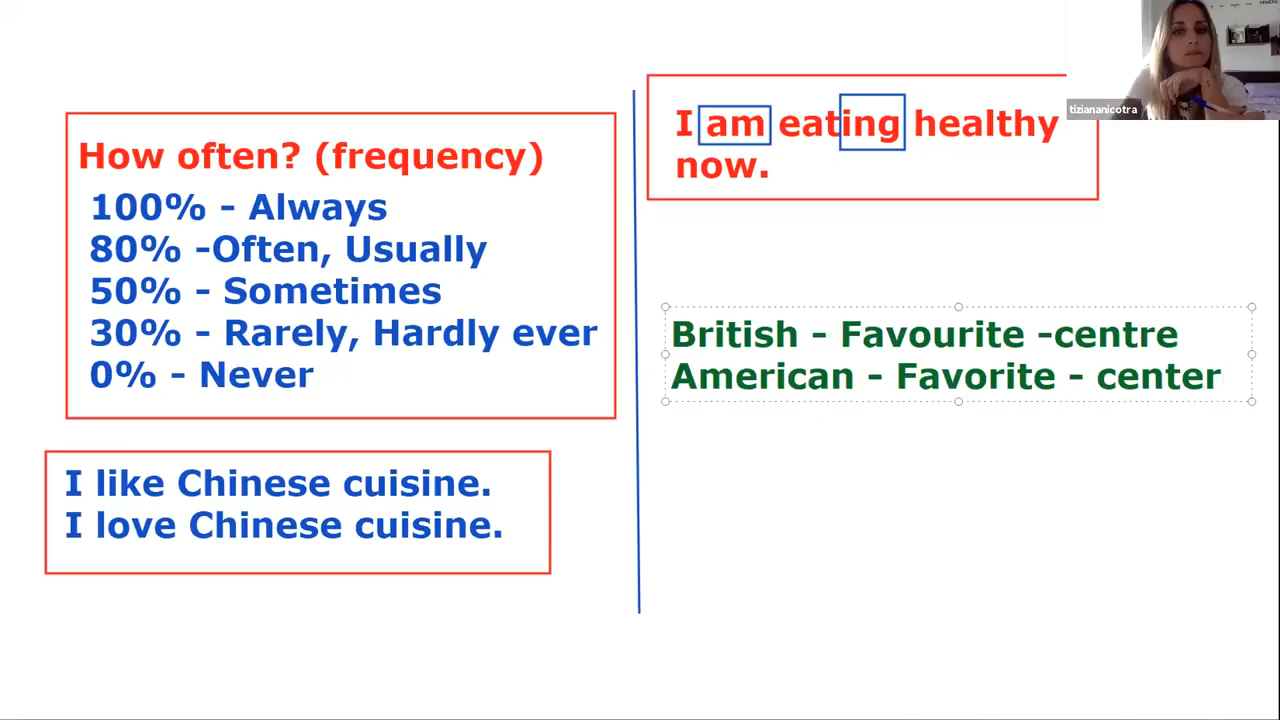 How often? (frequency)
100% - Always
80% -Often, Usually
50% - Sometimes
30% - Rarely, Hardly ever
0% - Never
I like Chinese cuisine.
I love Chinese cuisine.
I am eating healthy
now.
British - Favourite -centre
American - Favorite - center
tiziananicotra